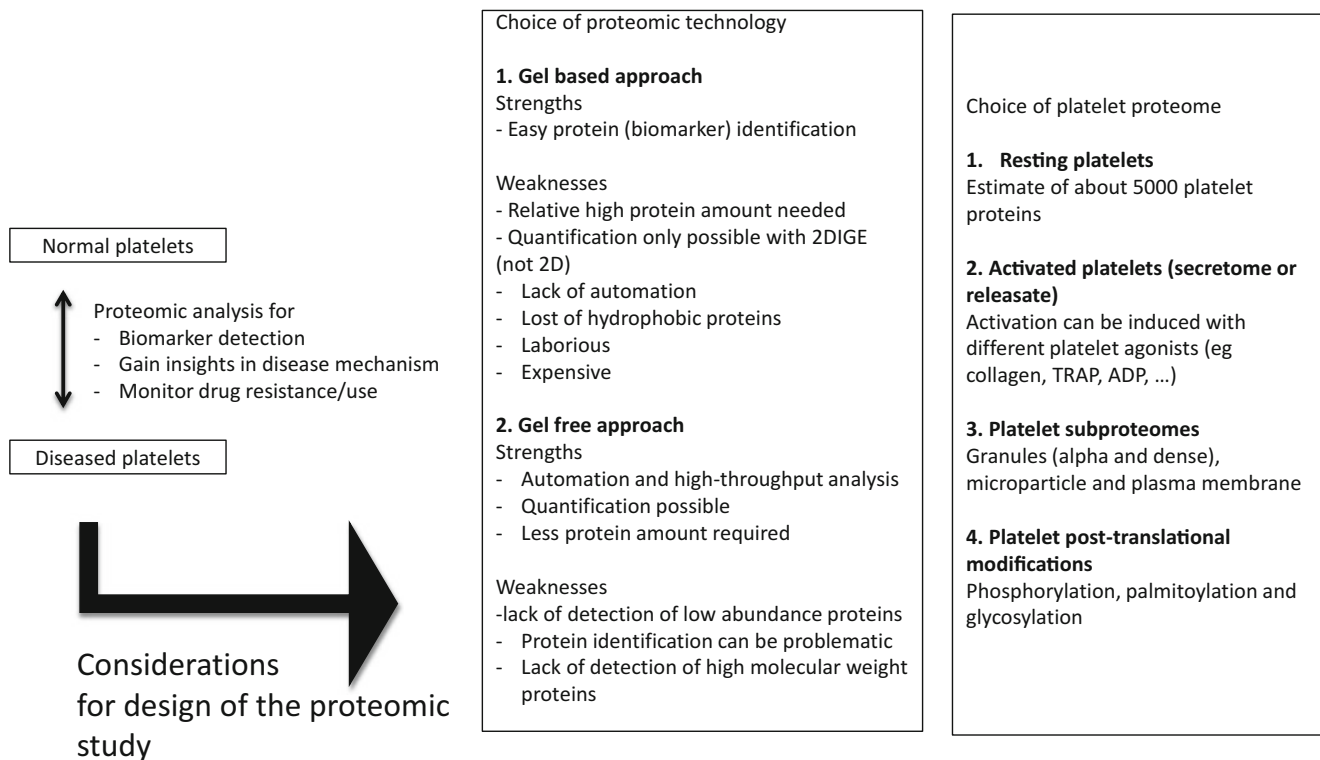 Normal platelets
Proteomic analysis for
- Biomarker detection
- Gain insights in disease mechanism
- Monitor drug resistance/use
Diseased platelets
Considerations
for design of the proteomic
study
Choice of proteomic technology
1. Gel based approach
Strengths
- Easy protein (biomarker) identification
Weaknesses
- Relative high protein amount needed
- Quantification only possible with 2DIGE
(not 2D)
- Lack of automation
- Lost of hydrophobic proteins
- Laborious
- Expensive
2. Gel free approach
Strengths
- Automation and high-throughput analysis
- Quantification possible
- Less protein amount required
Weaknesses
-lack of detection of low abundance proteins
- Protein identification can be problematic
- Lack of detection of high molecular weight
proteins
Choice of platelet proteome
1. Resting platelets
Estimate of about 5000 platelet
proteins
2. Activated platelets (secretome or
releasate)
Activation can be induced with
different platelet agonists (eg
collagen, TRAP, ADP, ...)
3. Platelet subproteomes
Granules (alpha and dense),
microparticle and plasma membrane
4. Platelet post-translational
modifications
Phosphorylation, palmitoylation and
glycosylation